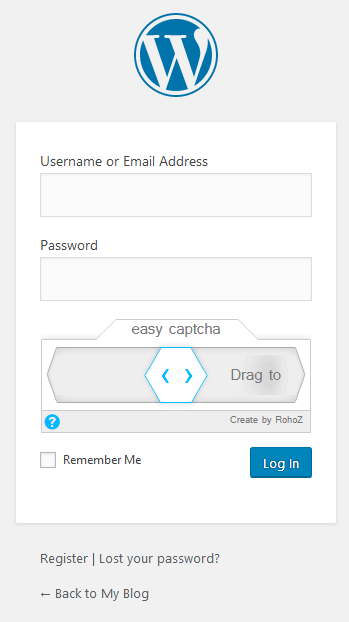 Username or Email Address
Password
easy captcha
Drag to
Create by RohoZ
Remember Me
Log In
Register | Lost your password?
← Back to My Blog